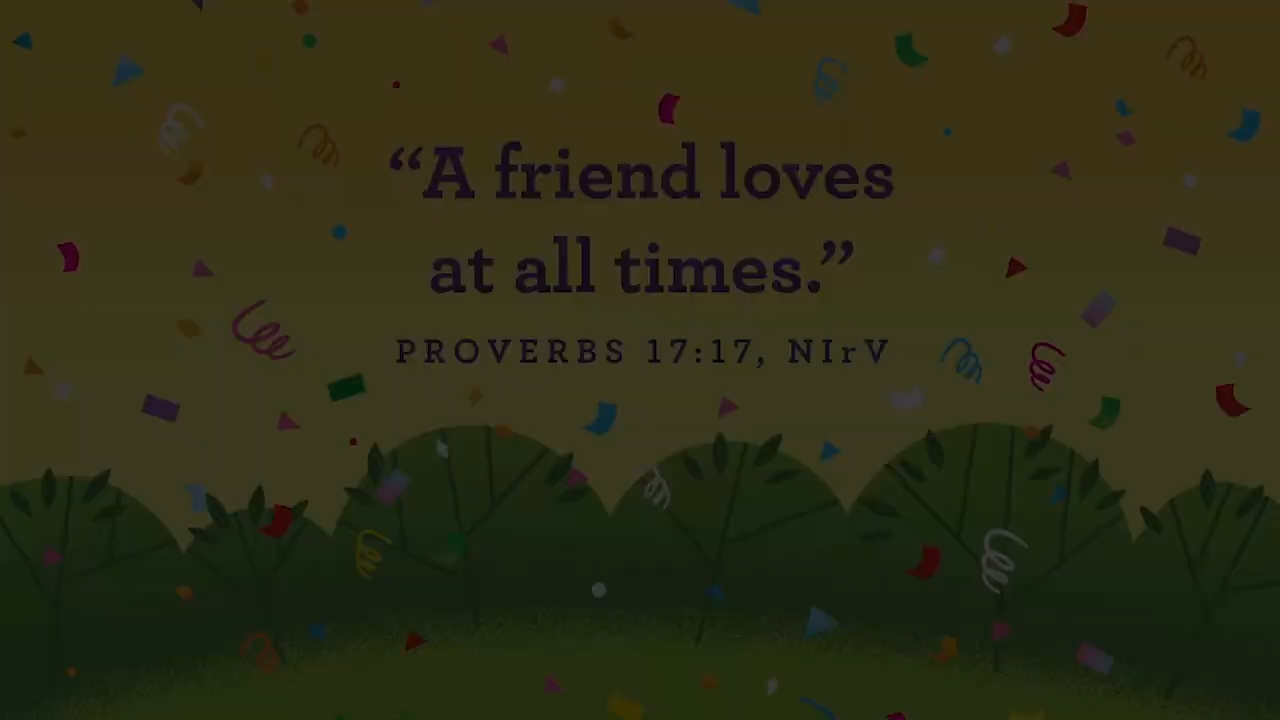 “A friend loves
at all times.”
PROVERBS 17:17, NIrV